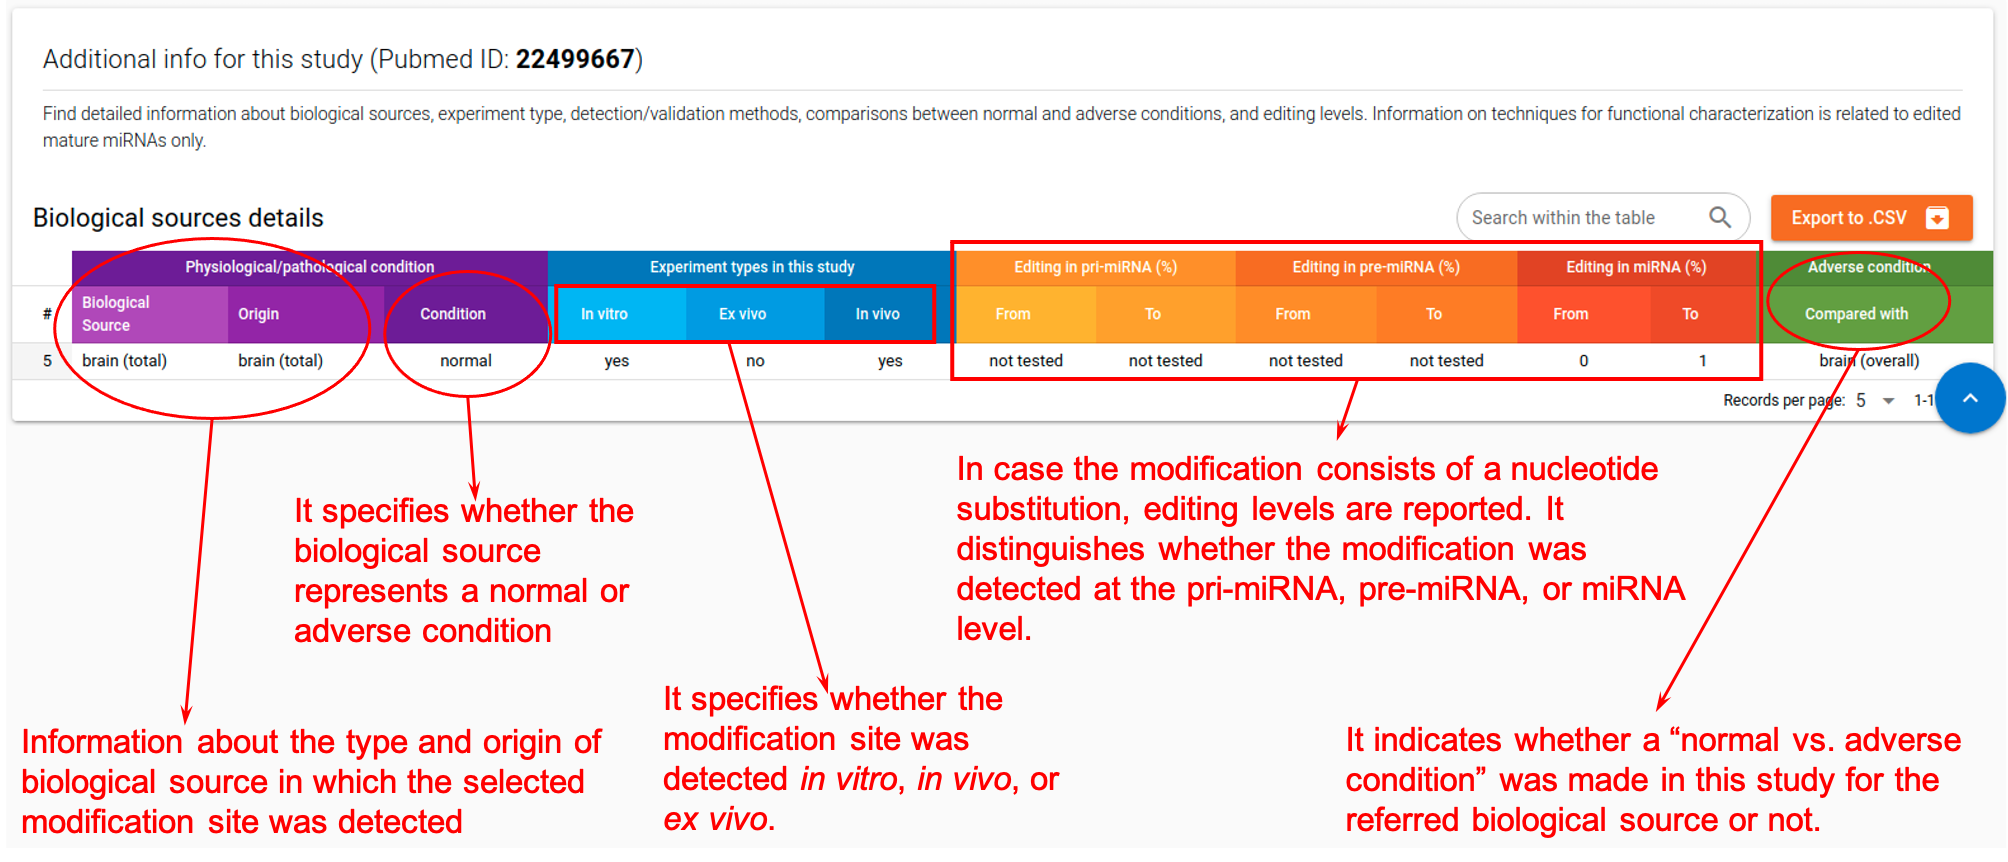 Additional info for this study (Pubmed ID: 22499667)
Find detailed information about biological sources, experiment type, detection/validation methods, comparisons between normal and adverse conditions, and editing levels. Information on techniques for functional characterization is related to edited
mature miRNAs only.
Biological sources details
Search within the table
Export to .CSV
Physiological/pathological condition Experiment types in this study Editing in pri-miRNA (%) Editing in pre-miRNA (%) Editing in miRNA (%) Adverse condition
# Biological Source Origin Condition In vitro Ex vivo In vivo From To From To From To Compared with
5 brain (total) brain (total) normal yes no yes not tested not tested not tested not tested 0 1 brain (overall)
Records per page: 5 1-1
It specifies whether the
biological source
represents a normal or
adverse condition
In case the modification consists of a nucleotide
substitution, editing levels are reported. It
distinguishes whether the modification was
detected at the pri-miRNA, pre-miRNA, or miRNA
level.
Information about the type and origin of
biological source in which the selected
modification site was detected
It specifies whether the
modification site was
detected in vitro, in vivo, or
ex vivo.
It indicates whether a “normal vs. adverse
condition” was made in this study for the
referred biological source or not.